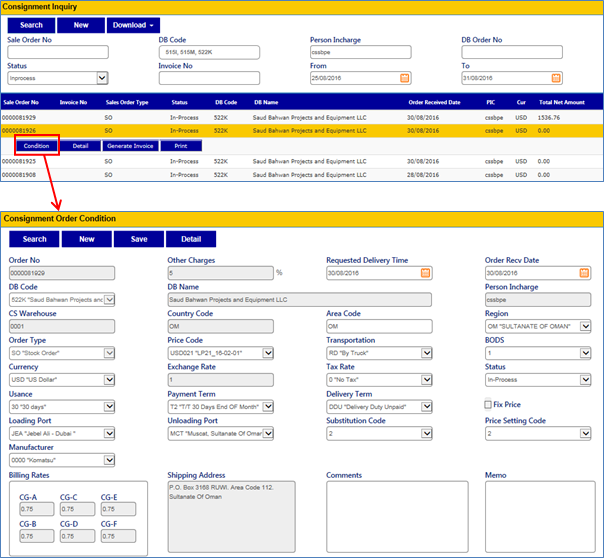 Consignment Inquiry
Search New Download
Sale Order No DB Code Person Incharge DB Order No
515I, 515M, 522K cssbpe
Status Invoice No From To
Inprocess 25/08/2016 31/08/2016
Sale Order No Invoice No Sales Order Type Status DB Code DB Name Order Received Date PIC Cur Total Net Amount
0000081929 SO In-Process 522K Saud Bahwan Projects and Equipment LLC 30/08/2016 cssbpe USD 1536.76
0000081926 SO In-Process 522K Saud Bahwan Projects and Equipment LLC 30/08/2016 cssbpe USD 0.00
Condition Detail Generate Invoice Print
0000081925 SO In-Process 522K Saud Bahwan Projects and Equipment LLC 30/08/2016 cssbpe USD 0.00
0000081908 SO In-Process 522K Saud Bahwan Projects and Equipment LLC 28/08/2016 cssbpe USD 0.00
Consignment Order Condition
Search New Save Detail
Order No Other Charges Requested Delivery Time Order Recv Date
0000081929 5 % 30/08/2016 30/08/2016
DB Code DB Name Person Incharge
522K "Saud Bahwan Projects and Saud Bahwan Projects and Equipment LLC cssbpe
CS Warehouse Country Code Area Code Region
0001 OM OM OM "SULTANATE OF OMAN"
Order Type Price Code Transportation BODS
SO "Stock Order" USD021 "LP21_16-02-01" RD "By Truck" 1
Currency Exchange Rate Tax Rate Status
USD "US Dollar" 1 0 "No Tax" In-Process
Usance Payment Term Delivery Term
30 "30 days" T2 "T/T 30 Days End OF Month" DDU "Delivery Duty Unpaid" Fix Price
Loading Port Unloading Port Substitution Code Price Setting Code
JEA "Jebel Ali - Dubai " MCT "Muscat, Sultanate Of Omar 2 2
Manufacturer
0000 "Komatsu"
Billing Rates Shipping Address Comments Memo
CG-A CG-C CG-E
0.75 0.75 0.75
CG-B CG-D CG-F
0.75 0.75 0.75
P.O. Box 3168 RUWI. Area Code 112.
Sultanate Of Oman